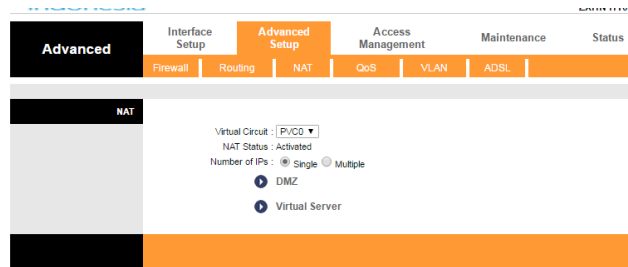 Indonesia
Advanced
Interface Setup
Advanced Setup
Access Management
Maintenance
Status
Firewall Routing NAT QoS VLAN ADSL
NAT
Virtual Circuit : PVC0
NAT Status : Activated
Number of IPs : Single Multiple
DMZ
Virtual Server